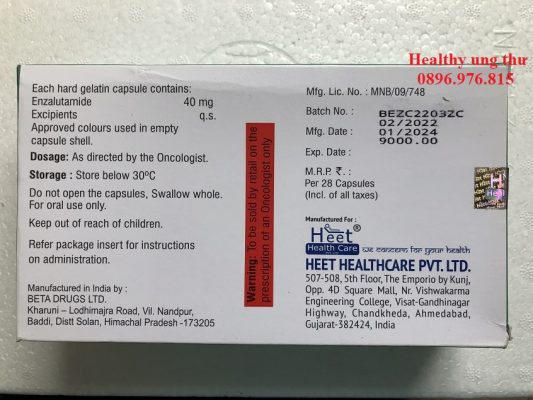 Healthy ung thư
0896.976.815
Each hard gelatin capsule contains:
Enzalutamide 40 mg
Excipients q.s.
Approved colours used in empty
capsule shell.
Dosage: As directed by the Oncologist.
Storage : Store below 30ºC
Do not open the capsules, Swallow whole.
For oral use only.
Keep out of reach of children.
Refer package insert for instructions
on administration.
Manufactured in India by :
BETA DRUGS LTD.
Kharuni – Lodhimajra Road, Vil. Nandpur,
Baddi, Distt Solan, Himachal Pradesh -173205
Warning: To be sold by retail on the
prescription of an Oncologist only
Mfg. Lic. No. : MNB/09/748
Batch No. : BEZC2203ZC
02/2022
Mfg. Date : 01/2024
9000.00
Exp. Date :
M.R.P. ₹. :
Per 28 Capsules
(Incl. of all taxes)
Manufactured For :
Heet®
Health Care
we concern for your health
HEET HEALTHCARE PVT. LTD.
507-508, 5th Floor, The Emporio by Kunj,
Opp. 4D Square Mall, Nr. Vishwakarma
Engineering College, Visat-Gandhinagar
Highway, Chandkheda, Ahmedabad,
Gujarat-382424, India